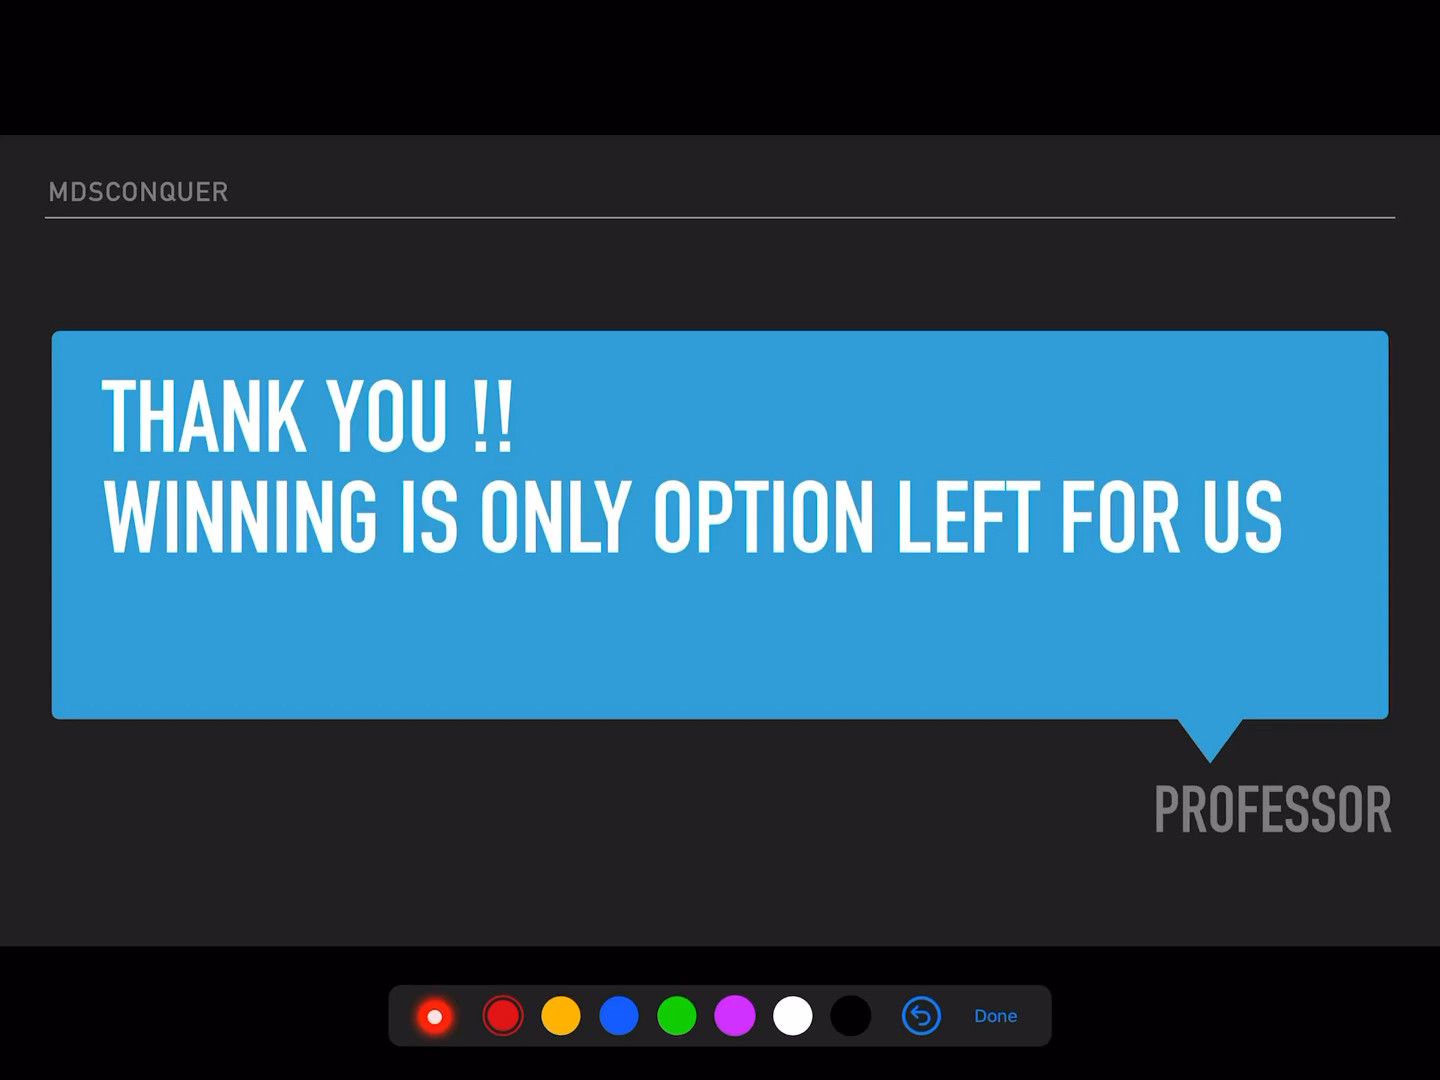 MDSCONQUER
THANK YOU !!
WINNING IS ONLY OPTION LEFT FOR US
PROFESSOR
Done